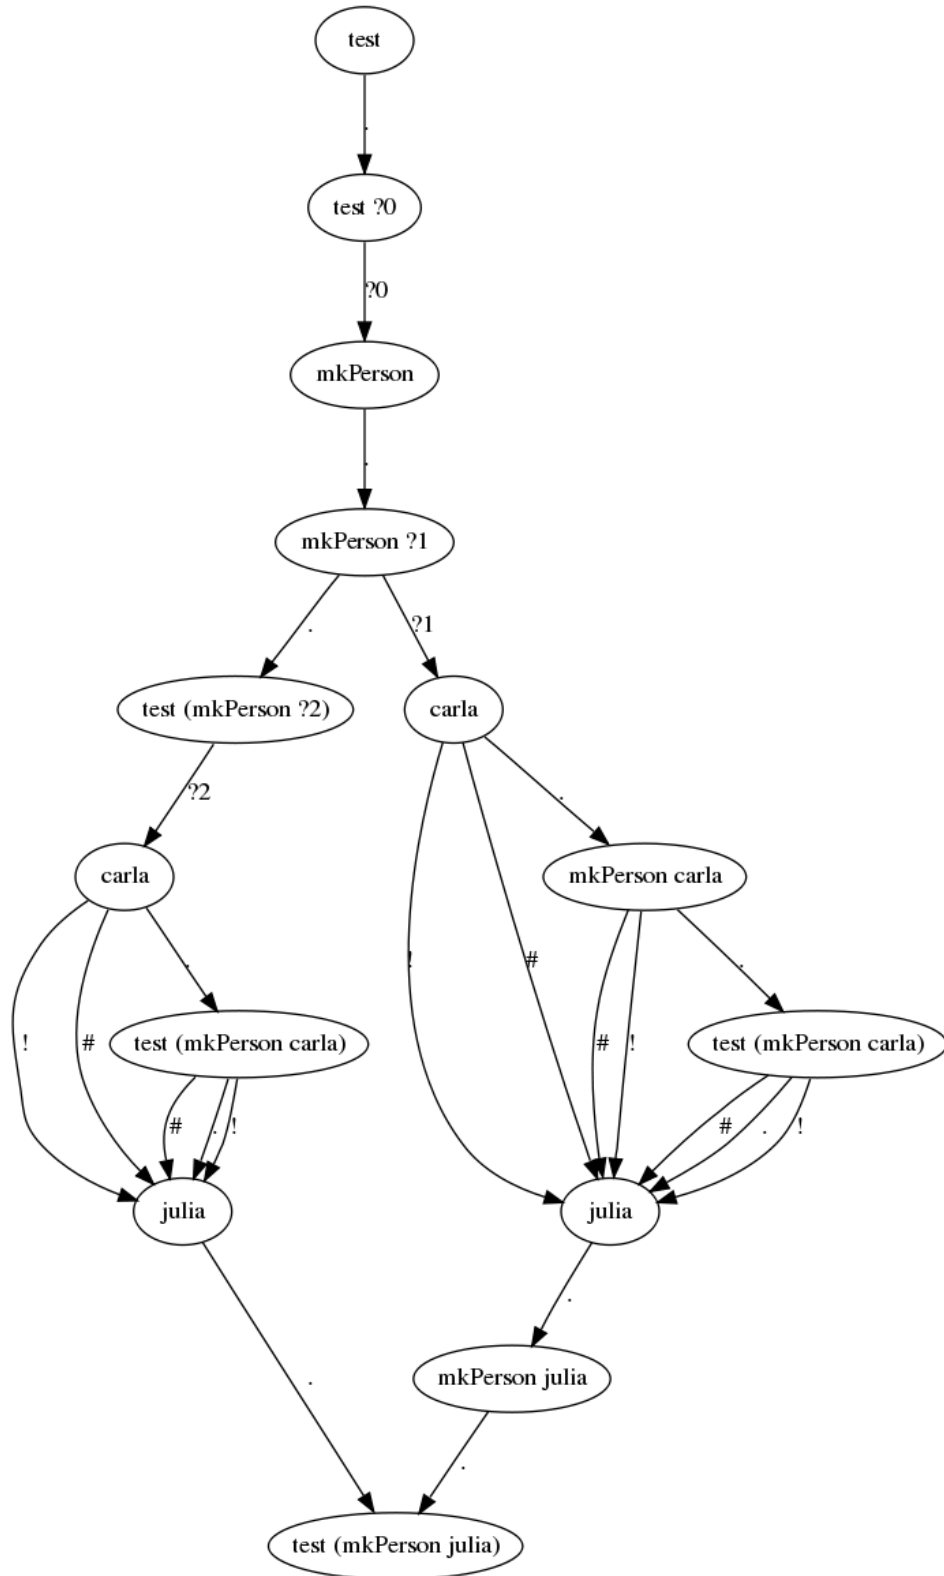 test
.
test ?0
?0
mkPerson
.
mkPerson ?1
. ?1
test (mkPerson ?2) carla
?2 .
carla mkPerson carla
. ! # .
! # test (mkPerson carla) # ! test (mkPerson carla)
# . ! # . !
julia julia
.
mkPerson julia
.
.
test (mkPerson julia)